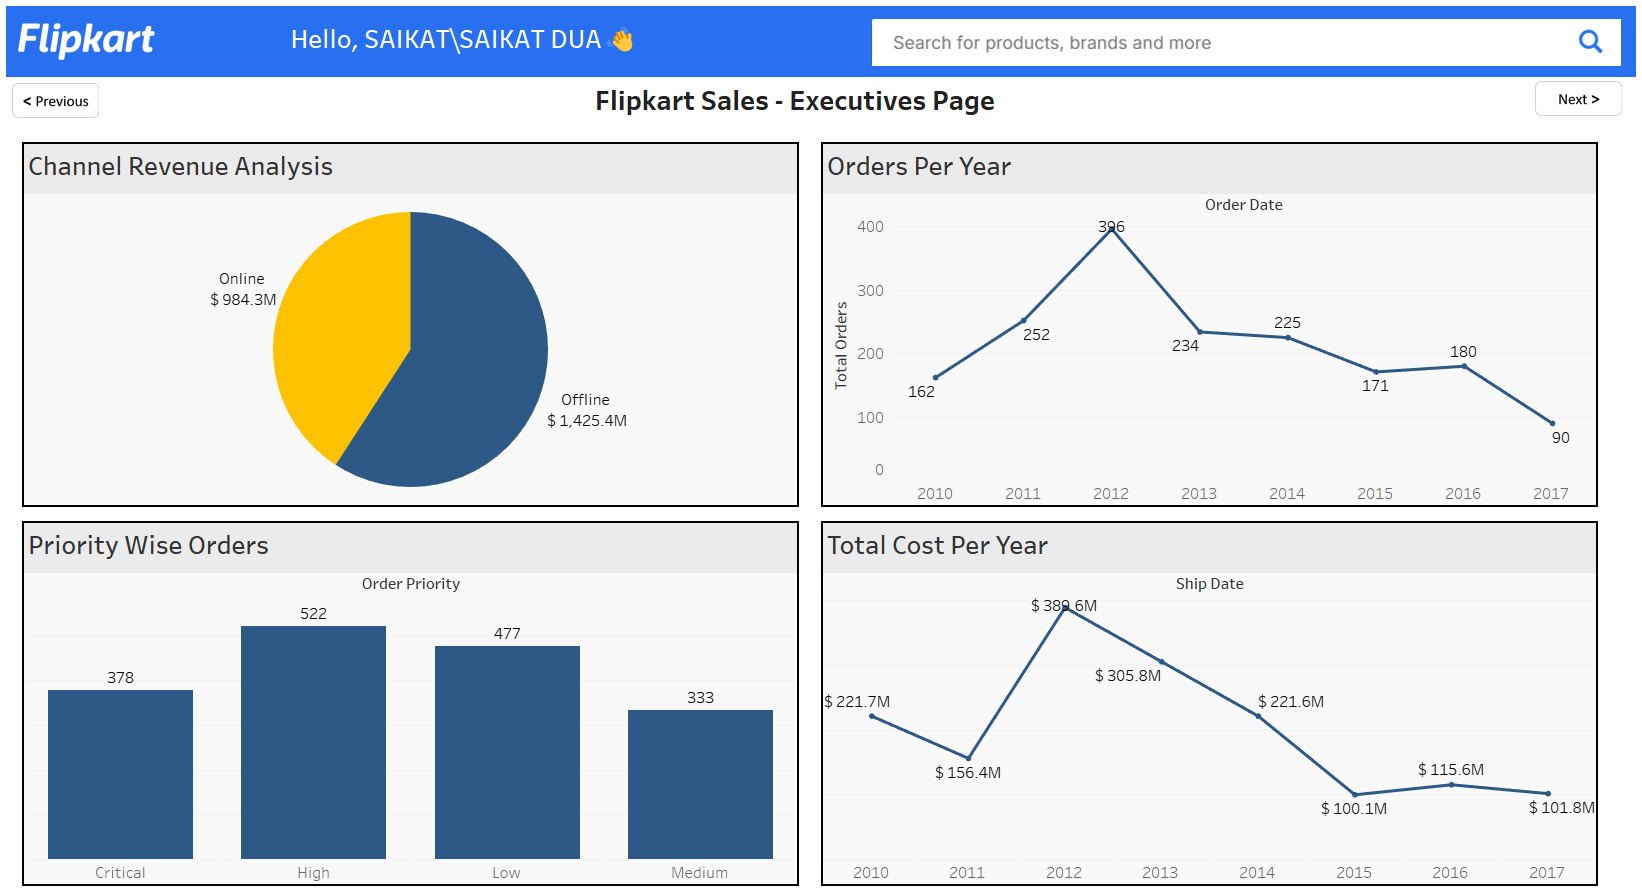 Flipkart
Hello, SAIKAT\SAIKAT DUA 👋
Search for products, brands and more
< Previous
Flipkart Sales - Executives Page
Next >
Channel Revenue Analysis
Online
$ 984.3M
Offline
$ 1,425.4M
Orders Per Year
Order Date
Total Orders
400
300
200
100
0
162
252
396
234
225
171
180
90
2010 2011 2012 2013 2014 2015 2016 2017
Priority Wise Orders
Order Priority
378
522
477
333
Critical High Low Medium
Total Cost Per Year
Ship Date
$ 221.7M
$ 156.4M
$ 389.6M
$ 305.8M
$ 221.6M
$ 100.1M
$ 115.6M
$ 101.8M
2010 2011 2012 2013 2014 2015 2016 2017